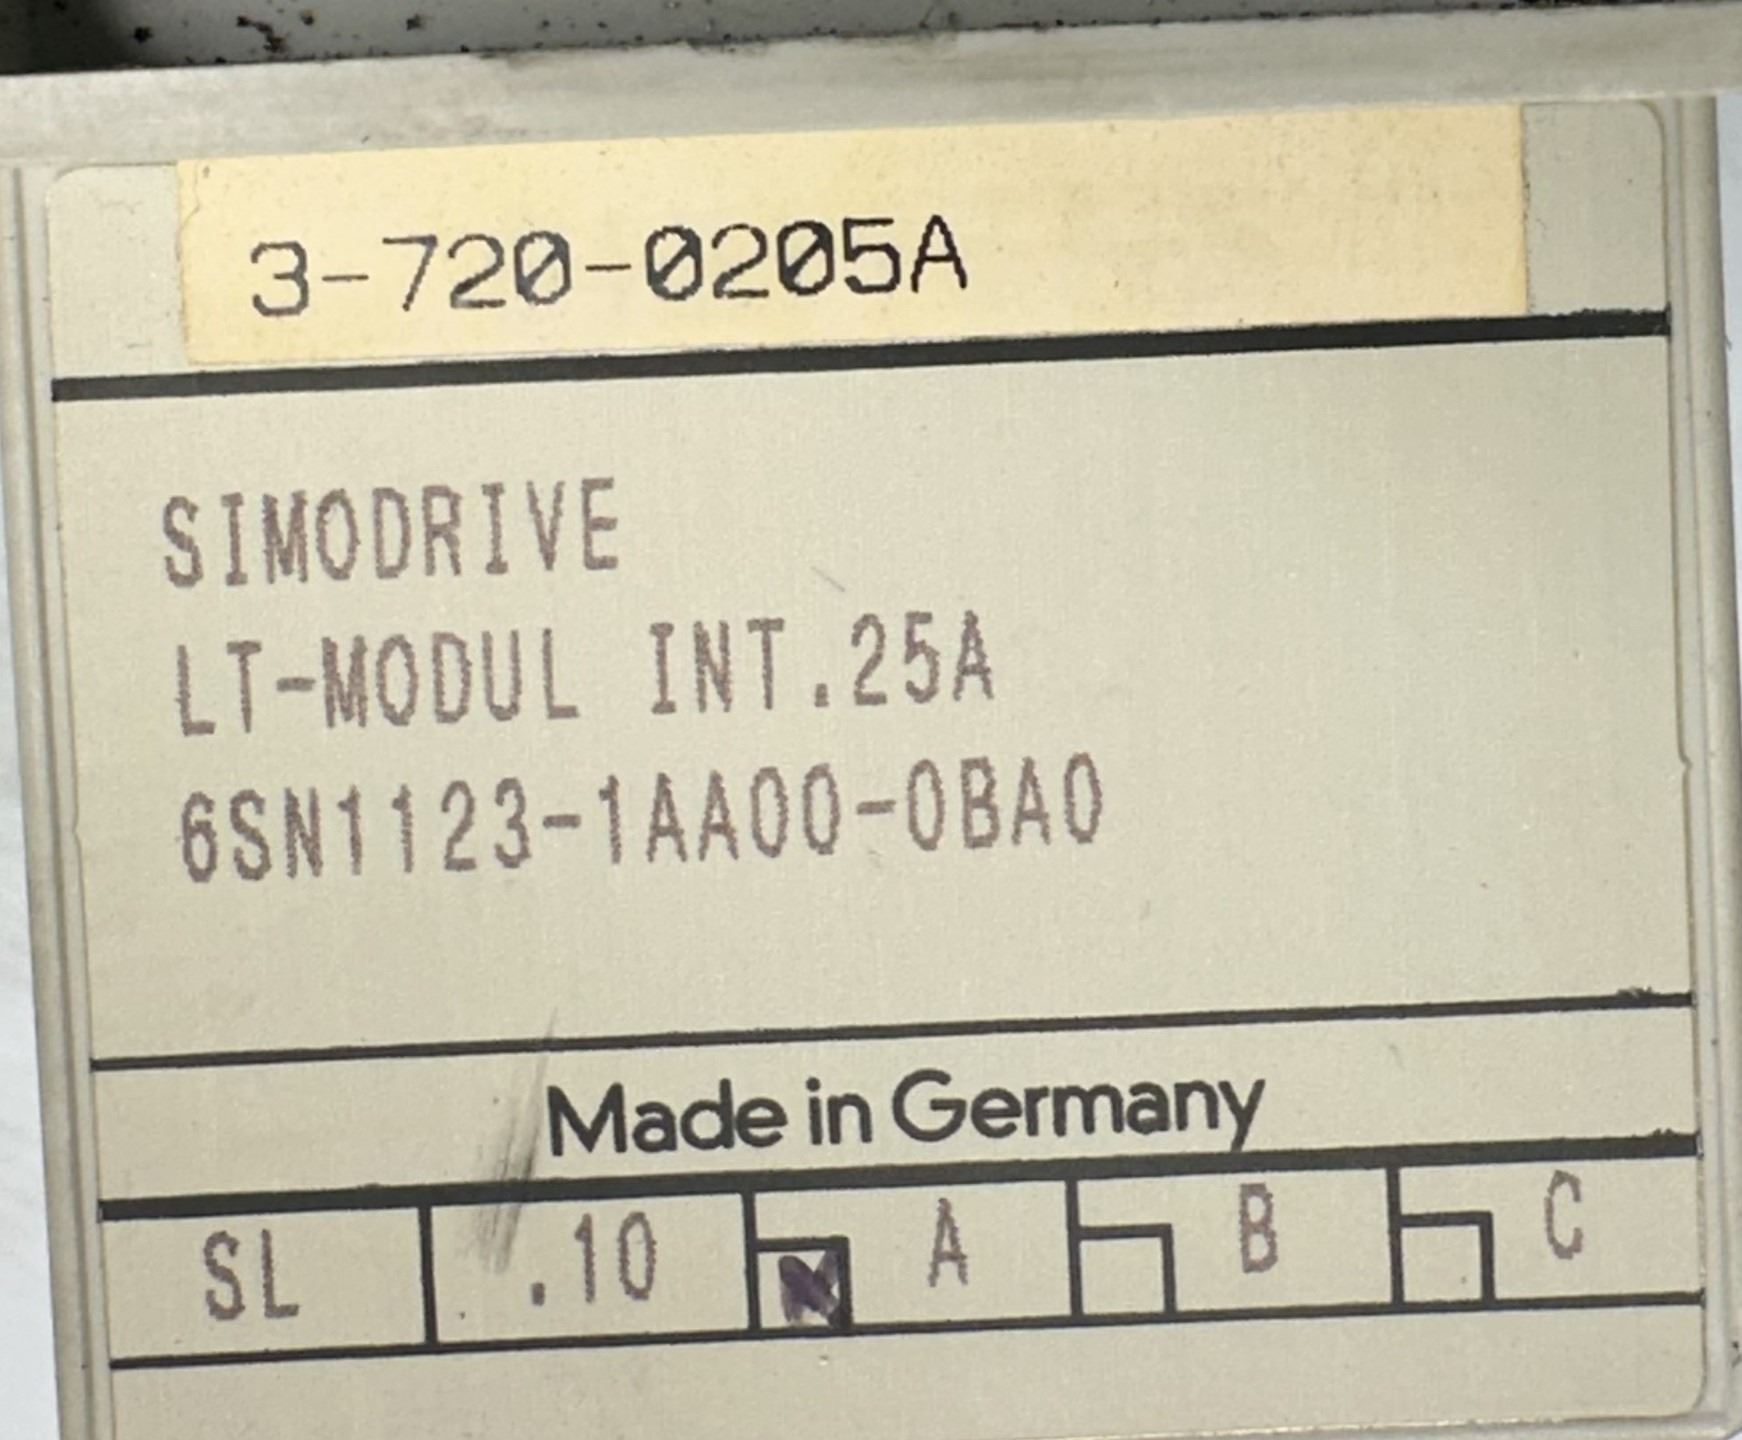 3-720-0205A
SIMODRIVE
LT-MODUL INT.25A
6SN1123-1AA00-0BA0
Made in Germany
SL .10 A B C